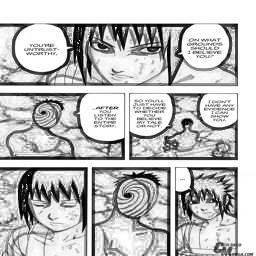 ON WHAT
GROUNDS
SHOULD
I
BELIEVE
YOU?
YOU'RE
UNTRUST-
WORTHY.
I DON'T
HAVE ANY
EVIDENCE
I CAN
SHOW
YOU.
SO YOU'LL
JUST HAVE
TO DECIDE
WHETHER
YOU
BELIEVE
MY TALE
OR NOT.
...AFTER
YOU
LISTEN
TO THE
ENTIRE
STORY.
...